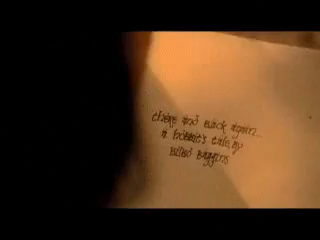 there and back again...
a hobbit's tale, by
bilbo baggins